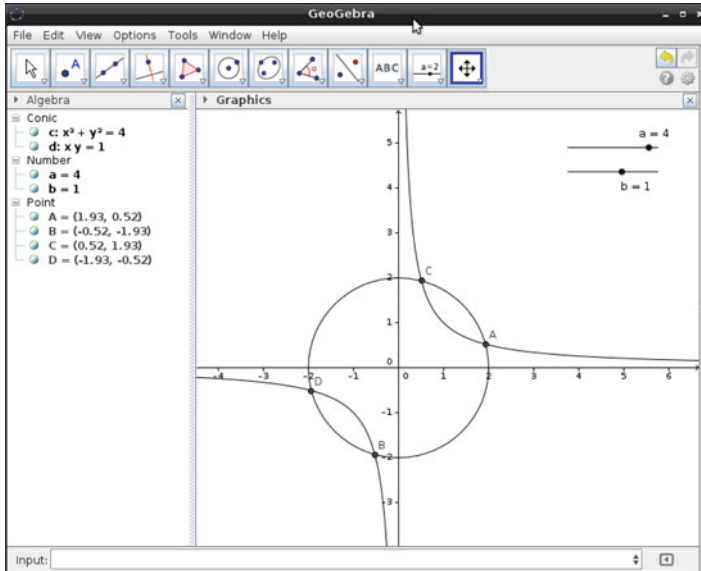 GeoGebra
File Edit View Options Tools Window Help
A
ABC
a=2
Algebra
Graphics
Conic
c: x² + y² = 4
d: x y = 1
Number
a = 4
b = 1
Point
A = (1.93, 0.52)
B = (-0.52, -1.93)
C = (0.52, 1.93)
D = (-1.93, -0.52)
a = 4
b = 1
5
4
3
2
C
1
A
0
-4 -3 -2 -1 0 1 2 3 4 5 6
D
-1
B
-2
-3
Input: